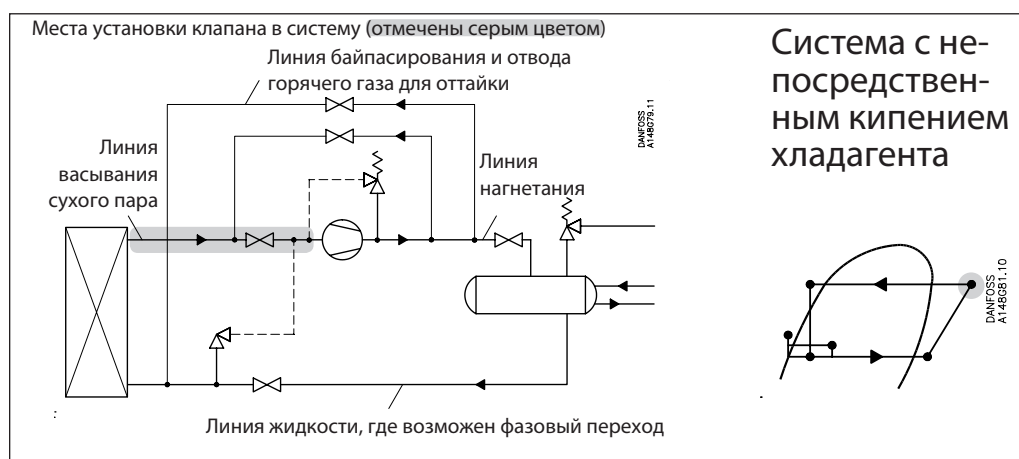 Места установки клапана в систему (отмечены серым цветом)
Линия байпасирования и отвода
горячего газа для оттайки
DANFOSS
A148G79.11
Линия
васывания
сухого пара
Линия
нагнетания
Линия жидкости, где возможен фазовый переход
Система с не-
посредствен-
ным кипением
хладагента
DANFOSS
A148G81.10